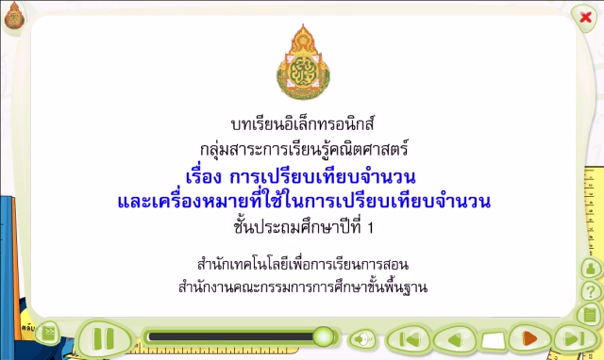 บทเรียนอิเล็กทรอนิกส์
กลุ่มสาระการเรียนรู้คณิตศาสตร์
เรื่อง การเปรียบเทียบจำนวน
และเครื่องหมายที่ใช้ในการเปรียบเทียบจำนวน
ชั้นประถมศึกษาปีที่ 1
สำนักเทคโนโลยีเพื่อการเรียนการสอน
สำนักงานคณะกรรมการการศึกษาขั้นพื้นฐาน
?